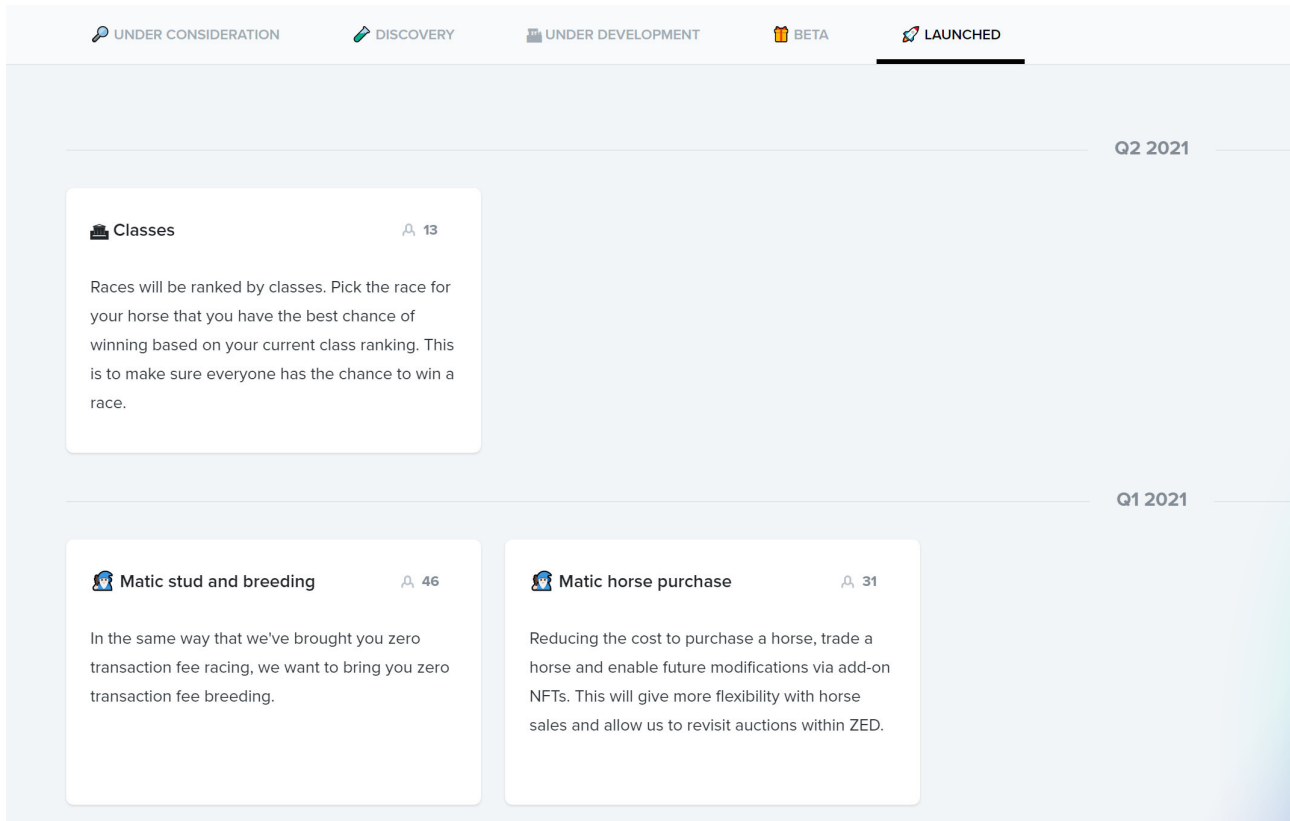 UNDER CONSIDERATION DISCOVERY UNDER DEVELOPMENT BETA LAUNCHED
Q2 2021
Classes 13
Races will be ranked by classes. Pick the race for
your horse that you have the best chance of
winning based on your current class ranking. This
is to make sure everyone has the chance to win a
race.
Q1 2021
Matic stud and breeding 46
In the same way that we've brought you zero
transaction fee racing, we want to bring you zero
transaction fee breeding.
Matic horse purchase 31
Reducing the cost to purchase a horse, trade a
horse and enable future modifications via add-on
NFTs. This will give more flexibility with horse
sales and allow us to revisit auctions within ZED.